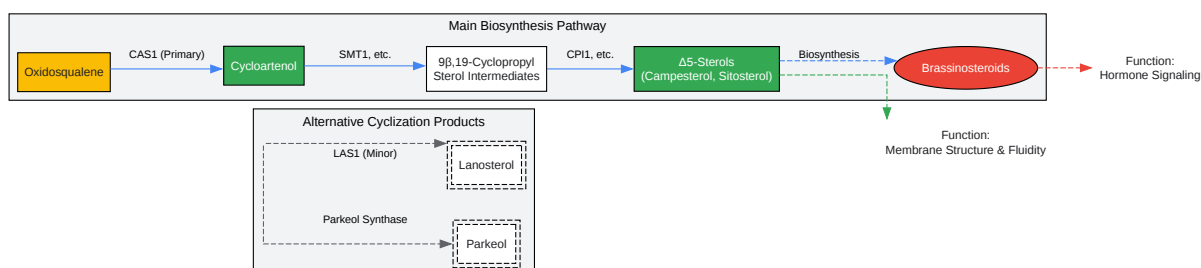 Main Biosynthesis Pathway
Oxidosqualene
CAS1 (Primary)
Cycloartenol
SMT1, etc.
9β,19-Cyclopropyl
Sterol Intermediates
CPI1, etc.
Δ5-Sterols
(Campesterol, Sitosterol)
Biosynthesis
Brassinosteroids
Function:
Hormone Signaling
Function:
Membrane Structure & Fluidity
Alternative Cyclization Products
LAS1 (Minor)
Lanosterol
Parkeol Synthase
Parkeol